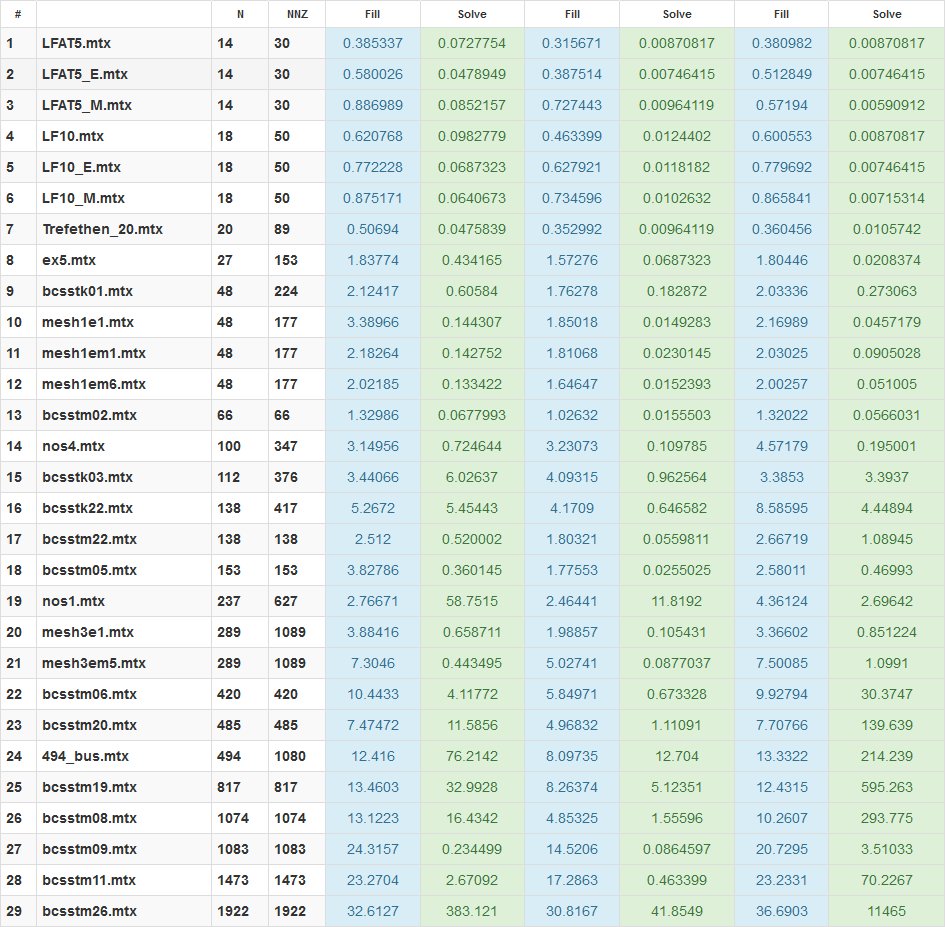 # N NNZ Fill Solve Fill Solve Fill Solve
1 LFAT5.mtx 14 30 0.385337 0.0727754 0.315671 0.00870817 0.380982 0.00870817
2 LFAT5_E.mtx 14 30 0.580026 0.0478949 0.387514 0.00746415 0.512849 0.00746415
3 LFAT5_M.mtx 14 30 0.886989 0.0852157 0.727443 0.00964119 0.57194 0.00590912
4 LF10.mtx 18 50 0.620768 0.0982779 0.463399 0.0124402 0.600553 0.00870817
5 LF10_E.mtx 18 50 0.772228 0.0687323 0.627921 0.0118182 0.779692 0.00746415
6 LF10_M.mtx 18 50 0.875171 0.0640673 0.734596 0.0102632 0.865841 0.00715314
7 Trefethen_20.mtx 20 89 0.50694 0.0475839 0.352992 0.00964119 0.360456 0.0105742
8 ex5.mtx 27 153 1.83774 0.434165 1.57276 0.0687323 1.80446 0.0208374
9 bcsstk01.mtx 48 224 2.12417 0.60584 1.76278 0.182872 2.03336 0.273063
10 mesh1e1.mtx 48 177 3.38966 0.144307 1.85018 0.0149283 2.16989 0.0457179
11 mesh1em1.mtx 48 177 2.18264 0.142752 1.81068 0.0230145 2.03025 0.0905028
12 mesh1em6.mtx 48 177 2.02185 0.133422 1.64647 0.0152393 2.00257 0.051005
13 bcsstm02.mtx 66 66 1.32986 0.0677993 1.02632 0.0155503 1.32022 0.0566031
14 nos4.mtx 100 347 3.14956 0.724644 3.23073 0.109785 4.57179 0.195001
15 bcsstk03.mtx 112 376 3.44066 6.02637 4.09315 0.962564 3.3853 3.3937
16 bcsstk22.mtx 138 417 5.2672 5.45443 4.1709 0.646582 8.58595 4.44894
17 bcsstm22.mtx 138 138 2.512 0.520002 1.80321 0.0559811 2.66719 1.08945
18 bcsstm05.mtx 153 153 3.82786 0.360145 1.77553 0.0255025 2.58011 0.46993
19 nos1.mtx 237 627 2.76671 58.7515 2.46441 11.8192 4.36124 2.69642
20 mesh3e1.mtx 289 1089 3.88416 0.658711 1.98857 0.105431 3.36602 0.851224
21 mesh3em5.mtx 289 1089 7.3046 0.443495 5.02741 0.0877037 7.50085 1.0991
22 bcsstm06.mtx 420 420 10.4433 4.11772 5.84971 0.673328 9.92794 30.3747
23 bcsstm20.mtx 485 485 7.47472 11.5856 4.96832 1.11091 7.70766 139.639
24 494_bus.mtx 494 1080 12.416 76.2142 8.09735 12.704 13.3322 214.239
25 bcsstm19.mtx 817 817 13.4603 32.9928 8.26374 5.12351 12.4315 595.263
26 bcsstm08.mtx 1074 1074 13.1223 16.4342 4.85325 1.55596 10.2607 293.775
27 bcsstm09.mtx 1083 1083 24.3157 0.234499 14.5206 0.0864597 20.7295 3.51033
28 bcsstm11.mtx 1473 1473 23.2704 2.67092 17.2863 0.463399 23.2331 70.2267
29 bcsstm26.mtx 1922 1922 32.6127 383.121 30.8167 41.8549 36.6903 11465